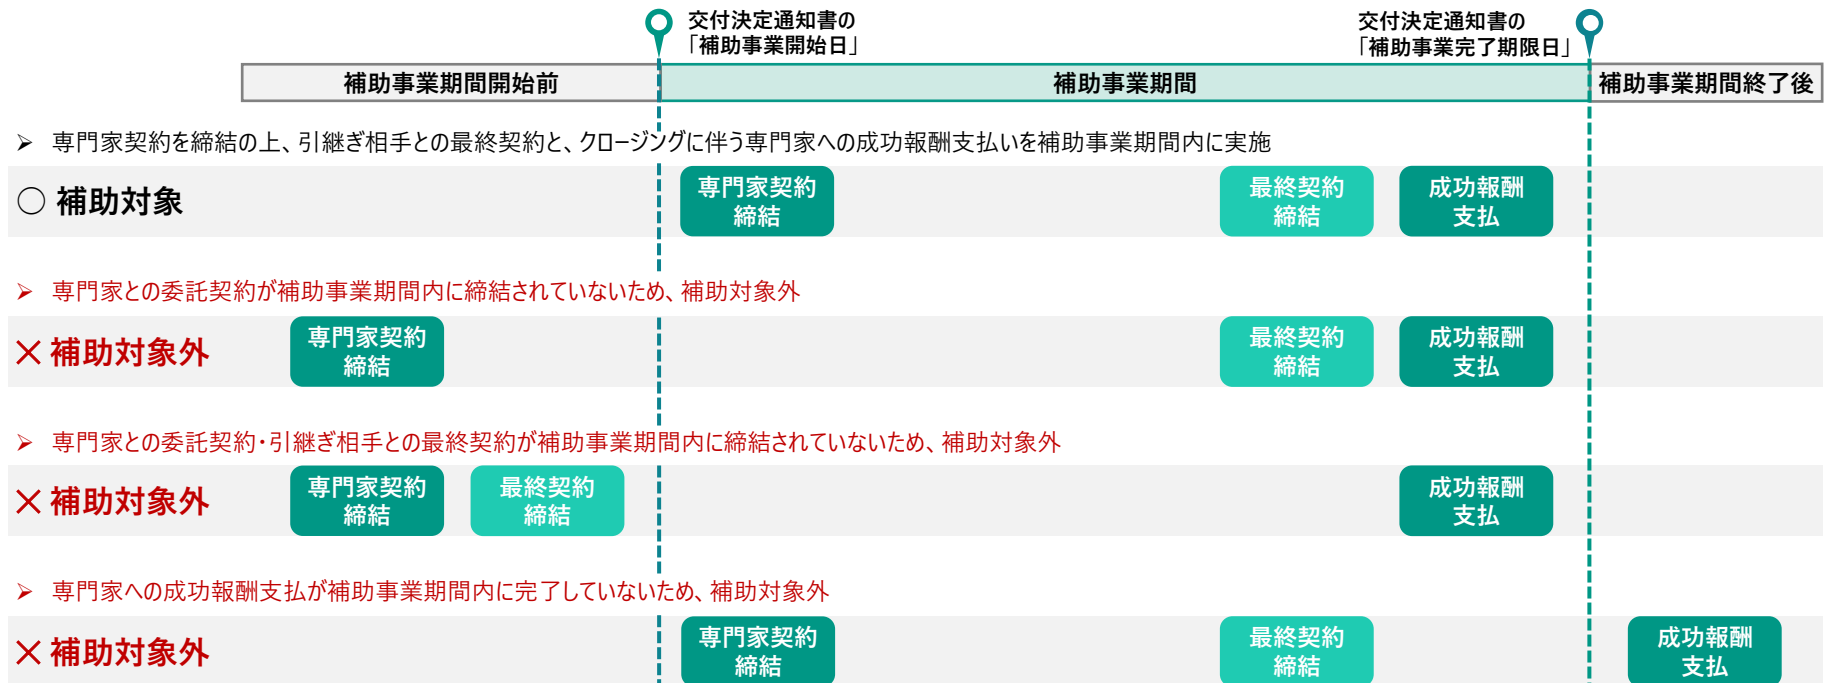 交付決定通知書の
「補助事業開始日」
交付決定通知書の
「補助事業完了期限日」
補助事業期間開始前
補助事業期間
補助事業期間終了後
➢ 専門家契約を締結の上、引継ぎ相手との最終契約と、クロージングに伴う専門家への成功報酬支払いを補助事業期間内に実施
○ 補助対象
専門家契約
締結
最終契約
締結
成功報酬
支払
➢ 専門家との委託契約が補助事業期間内に締結されていないため、補助対象外
× 補助対象外
専門家契約
締結
最終契約
締結
成功報酬
支払
➢ 専門家との委託契約・引継ぎ相手との最終契約が補助事業期間内に締結されていないため、補助対象外
× 補助対象外
専門家契約
締結
最終契約
締結
成功報酬
支払
➢ 専門家への成功報酬支払が補助事業期間内に完了していないため、補助対象外
× 補助対象外
専門家契約
締結
最終契約
締結
成功報酬
支払